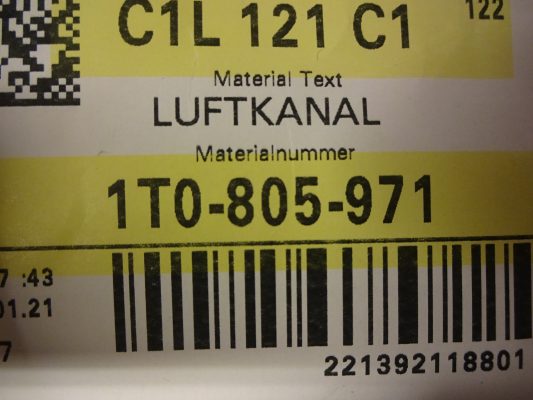 C1L 121 C1
122
Material Text
LUFTKANAL
Materialnummer
1T0-805-971
7 :43
01.21
7
221392118801